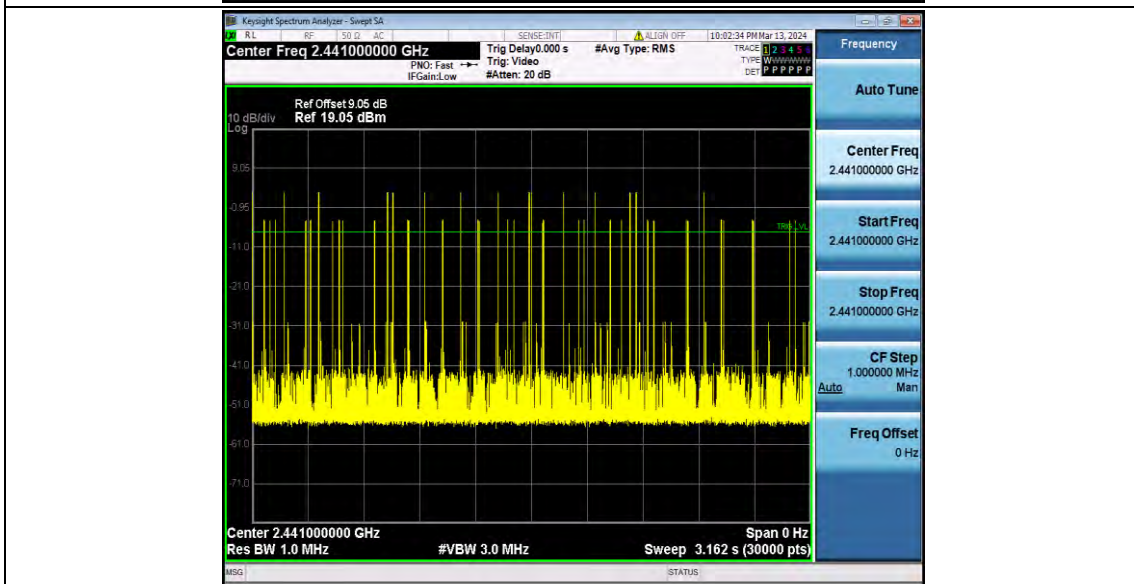 Keysight Spectrum Analyzer - Swept SA
RL RF 50 Ω AC SENSE:INT ALIGN OFF 10:02:34 PM Mar 13, 2024
Center Freq 2.441000000 GHz
PNO: Fast
IFGain:Low
Trig Delay0.000 s
Trig: Video
#Atten: 20 dB
#Avg Type: RMS
TRACE 1 2 3 4 5 6
TYPE WWWWWW
DET P P P P P P
10 dB/div
Log
Ref Offset 9.05 dB
Ref 19.05 dBm
9.05
-0.95
TRIG LVL
-11.0
-21.0
-31.0
-41.0
-51.0
-61.0
-71.0
Center 2.441000000 GHz Span 0 Hz
Res BW 1.0 MHz #VBW 3.0 MHz Sweep 3.162 s (30000 pts)
MSG STATUS
Frequency
Auto Tune
Center Freq
2.441000000 GHz
Start Freq
2.441000000 GHz
Stop Freq
2.441000000 GHz
CF Step
1.000000 MHz
Auto Man
Freq Offset
0 Hz